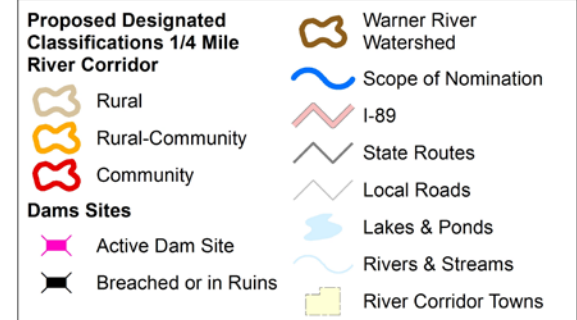 Proposed Designated
Classifications 1/4 Mile
River Corridor
Rural
Rural-Community
Community
Dams Sites
Active Dam Site
Breached or in Ruins
Warner River
Watershed
Scope of Nomination
I-89
State Routes
Local Roads
Lakes & Ponds
Rivers & Streams
River Corridor Towns